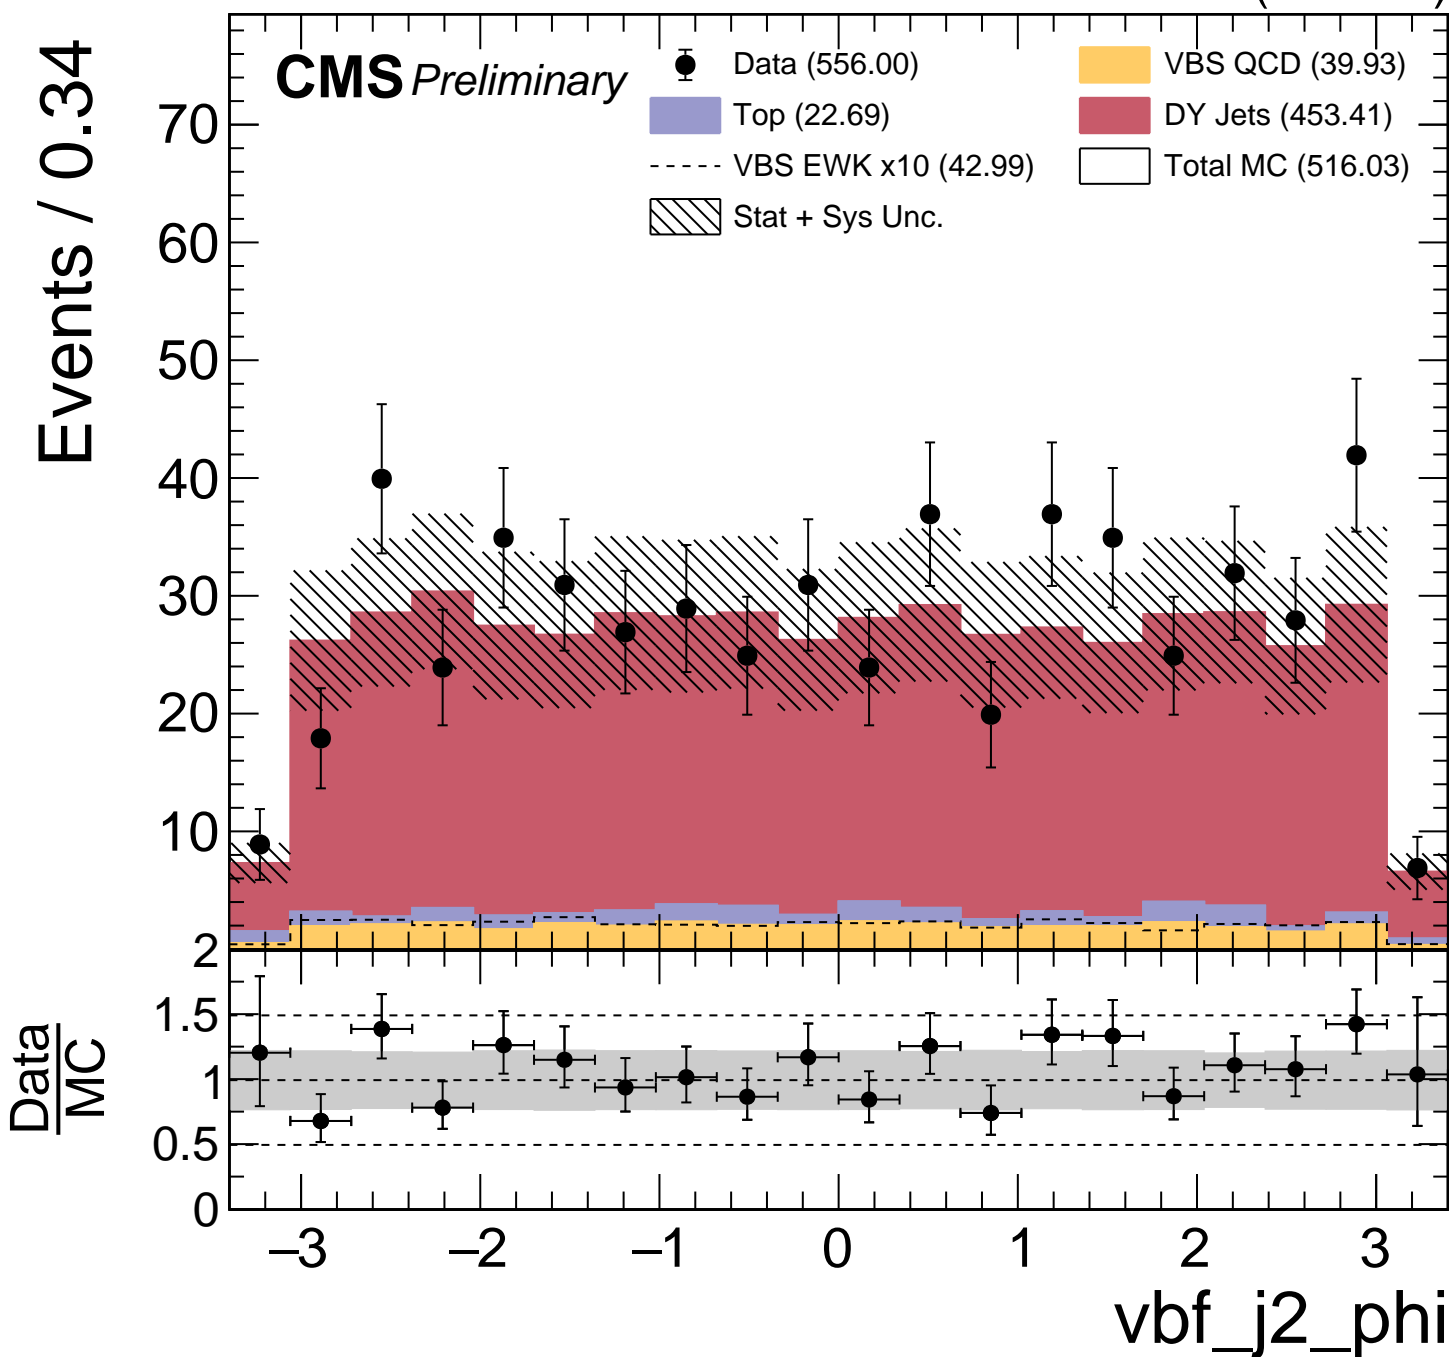 CMS Preliminary
Data (556.00)
VBS QCD (39.93)
Top (22.69)
DY Jets (453.41)
VBS EWK x10 (42.99)
Total MC (516.03)
Stat + Sys Unc.
Events / 0.34
70
60
50
40
30
20
10
2
1.5
1
0.5
0
Data
MC
–3 –2 –1 0 1 2 3
vbf_j2_phi